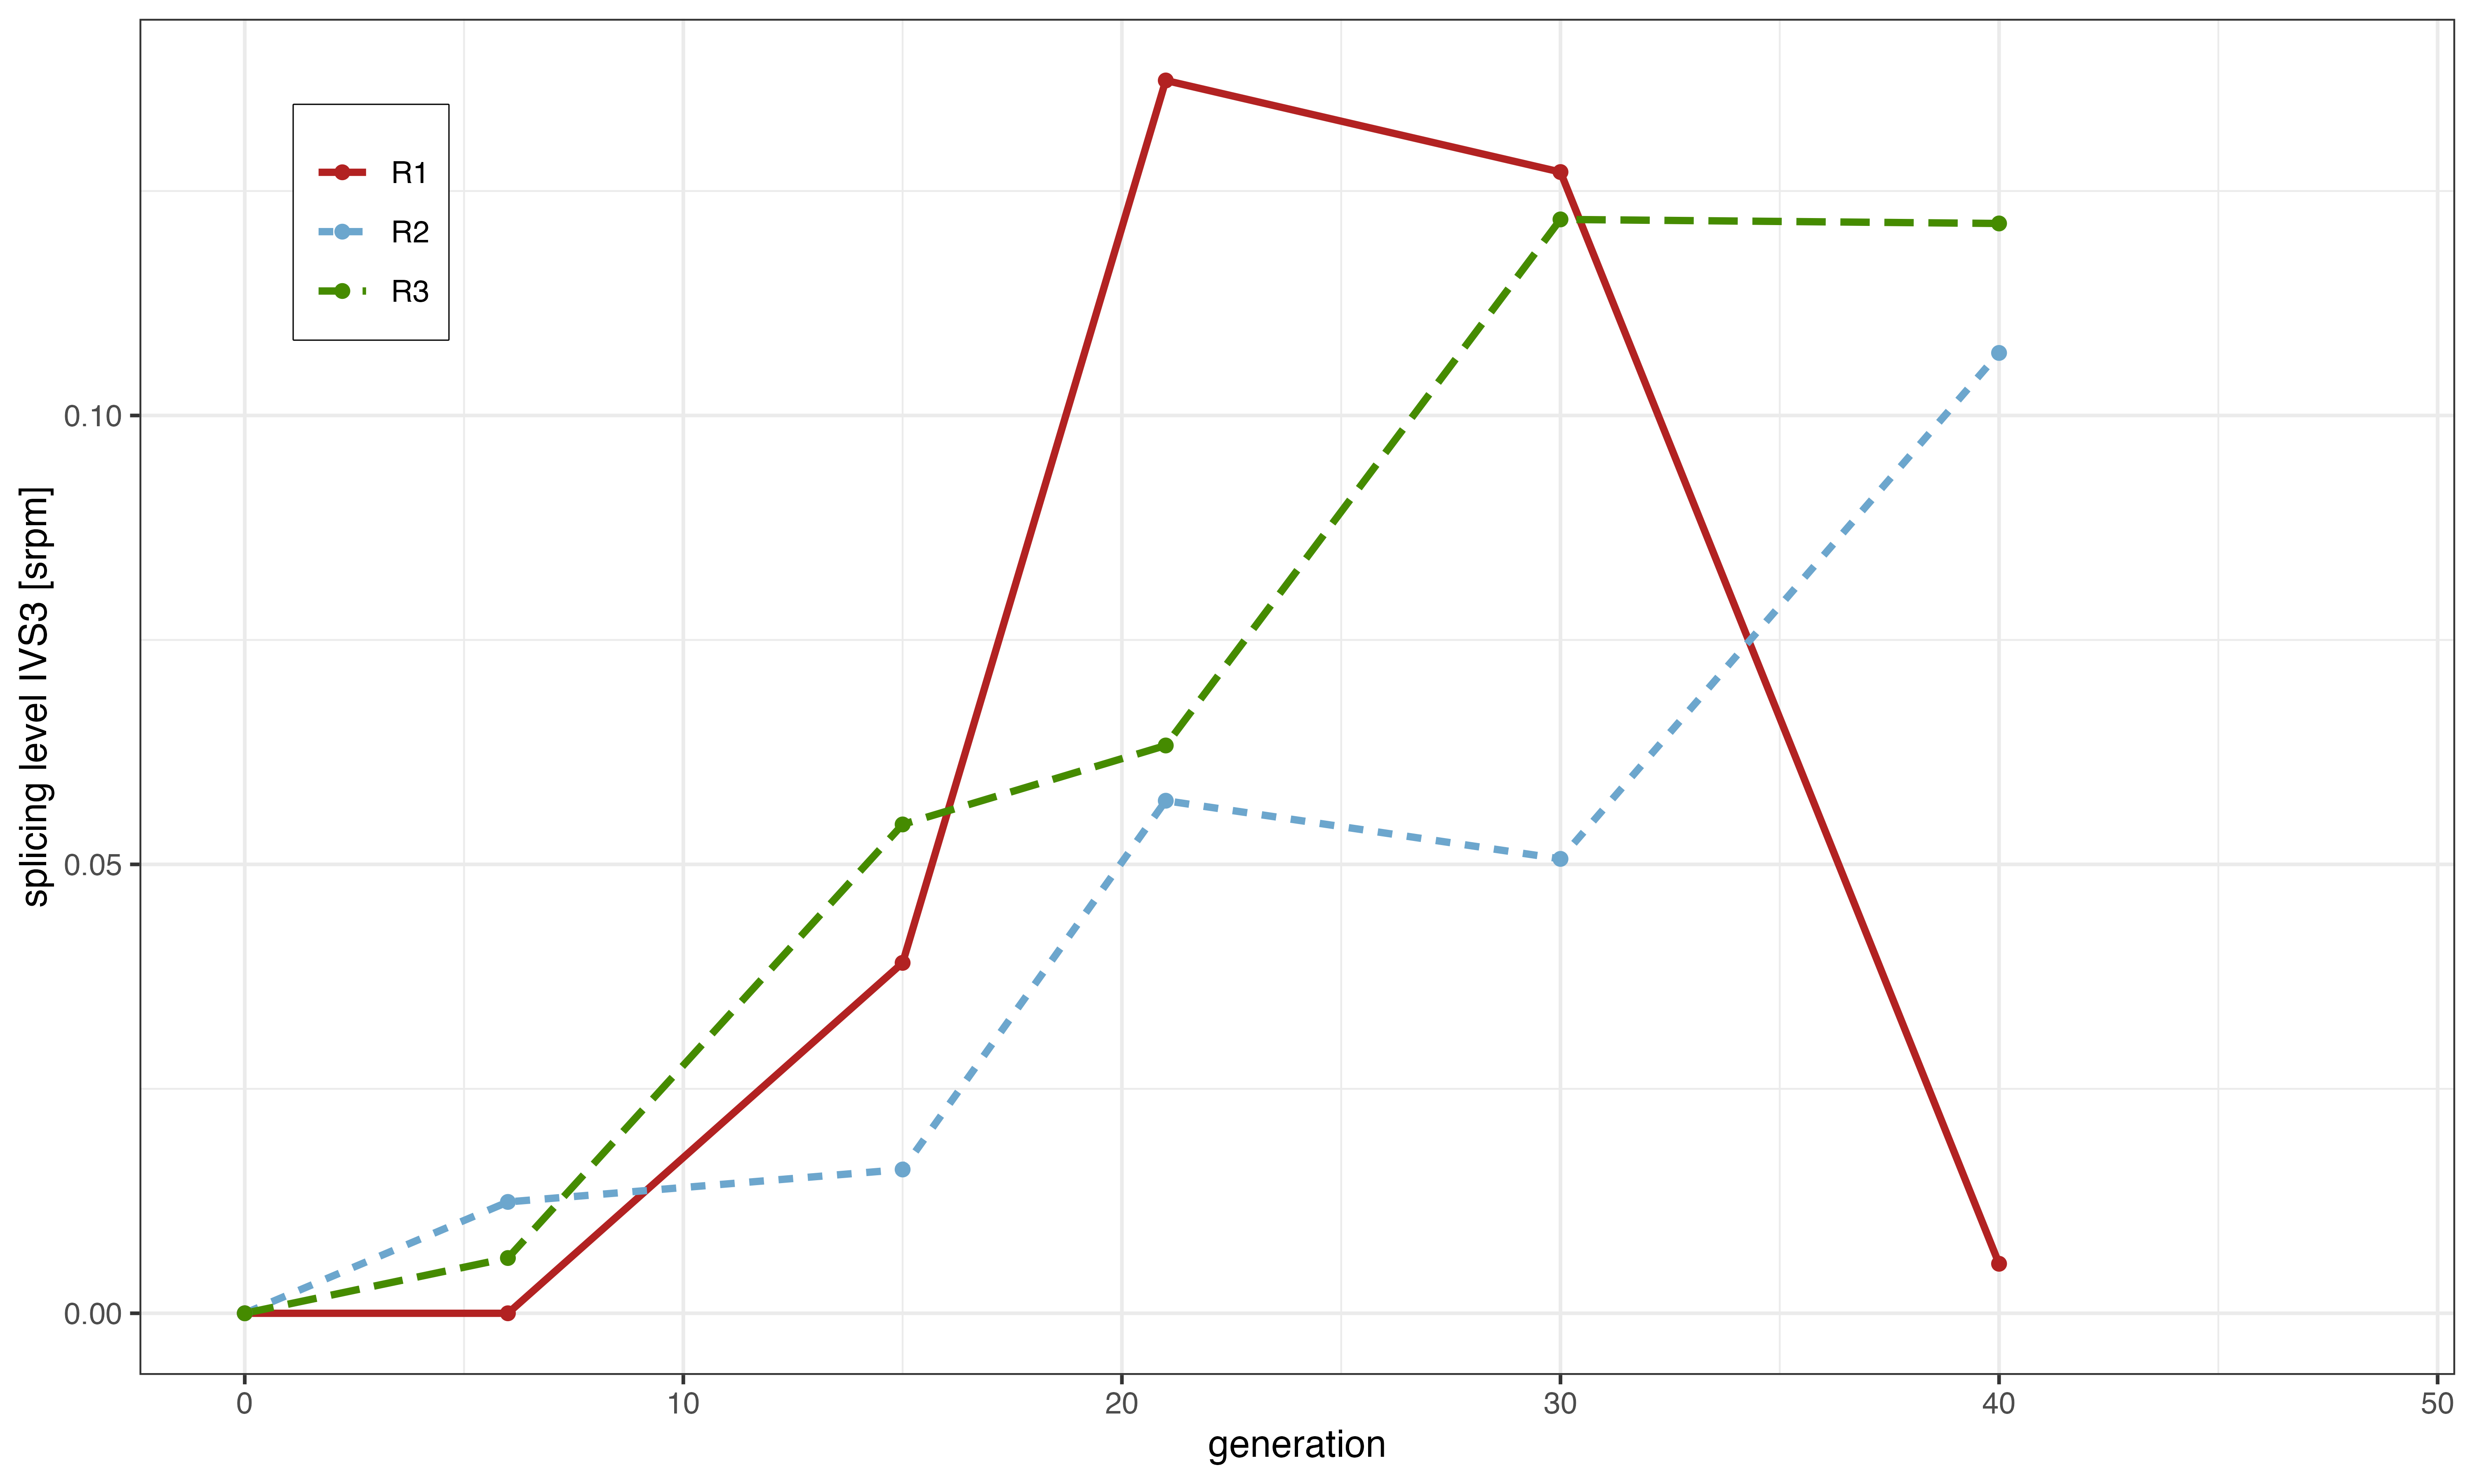 R1
R2
R3
0.10
0.05
0.00
splicing level IVS3 [srpm]
0 10 20 30 40 50
generation